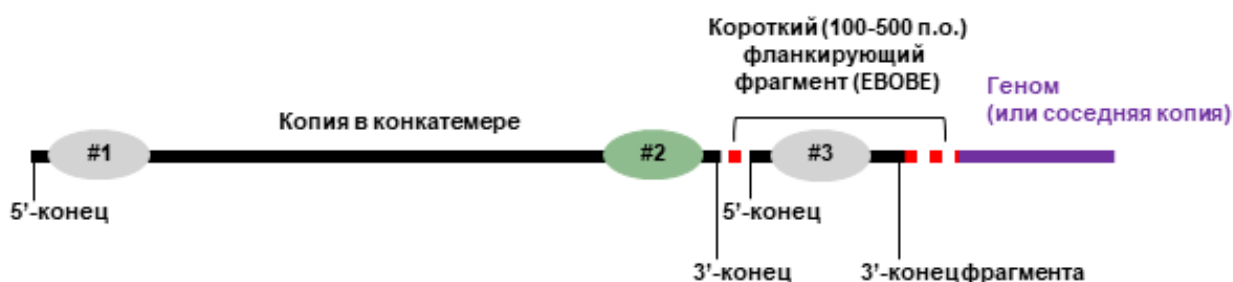 Короткий (100-500 п.о.)
фланкирующий
фрагмент (EBOBE)
Геном
(или соседняя копия)
Копия в конкатемере
#1
#2
#3
5’-конец
5’-конец
3’-конец
3’-конец фрагмента